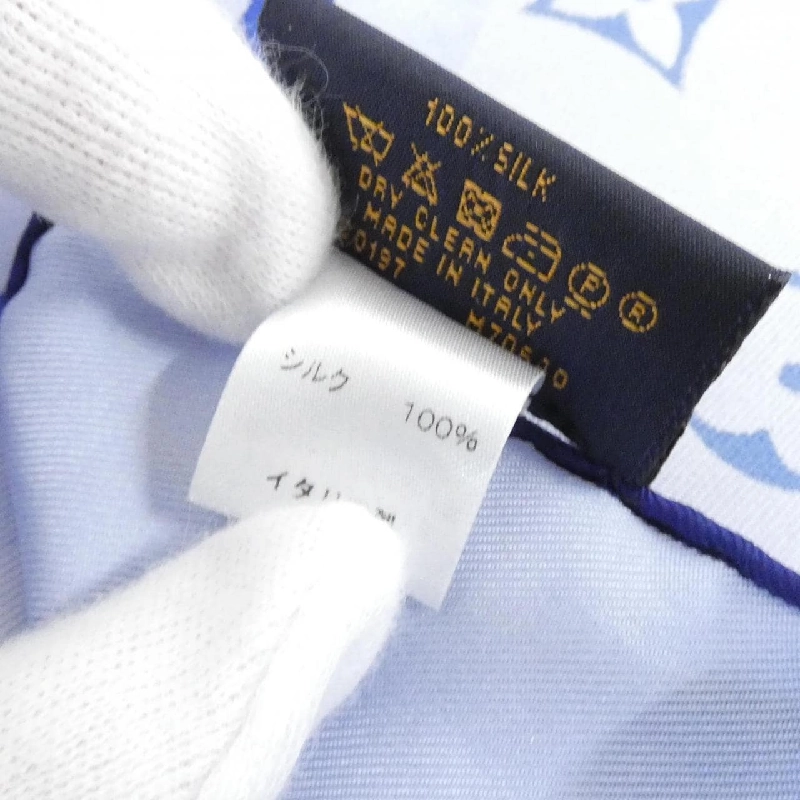 100% SILK
DRY CLEAN ONLY
MADE IN ITALY
シルク 100%